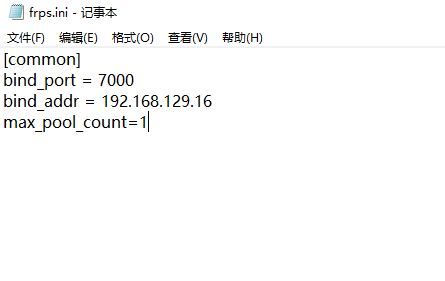 frps.ini - 记事本
文件(F) 编辑(E) 格式(O) 查看(V) 帮助(H)
[common]
bind_port = 7000
bind_addr = 192.168.129.16
max_pool_count=1